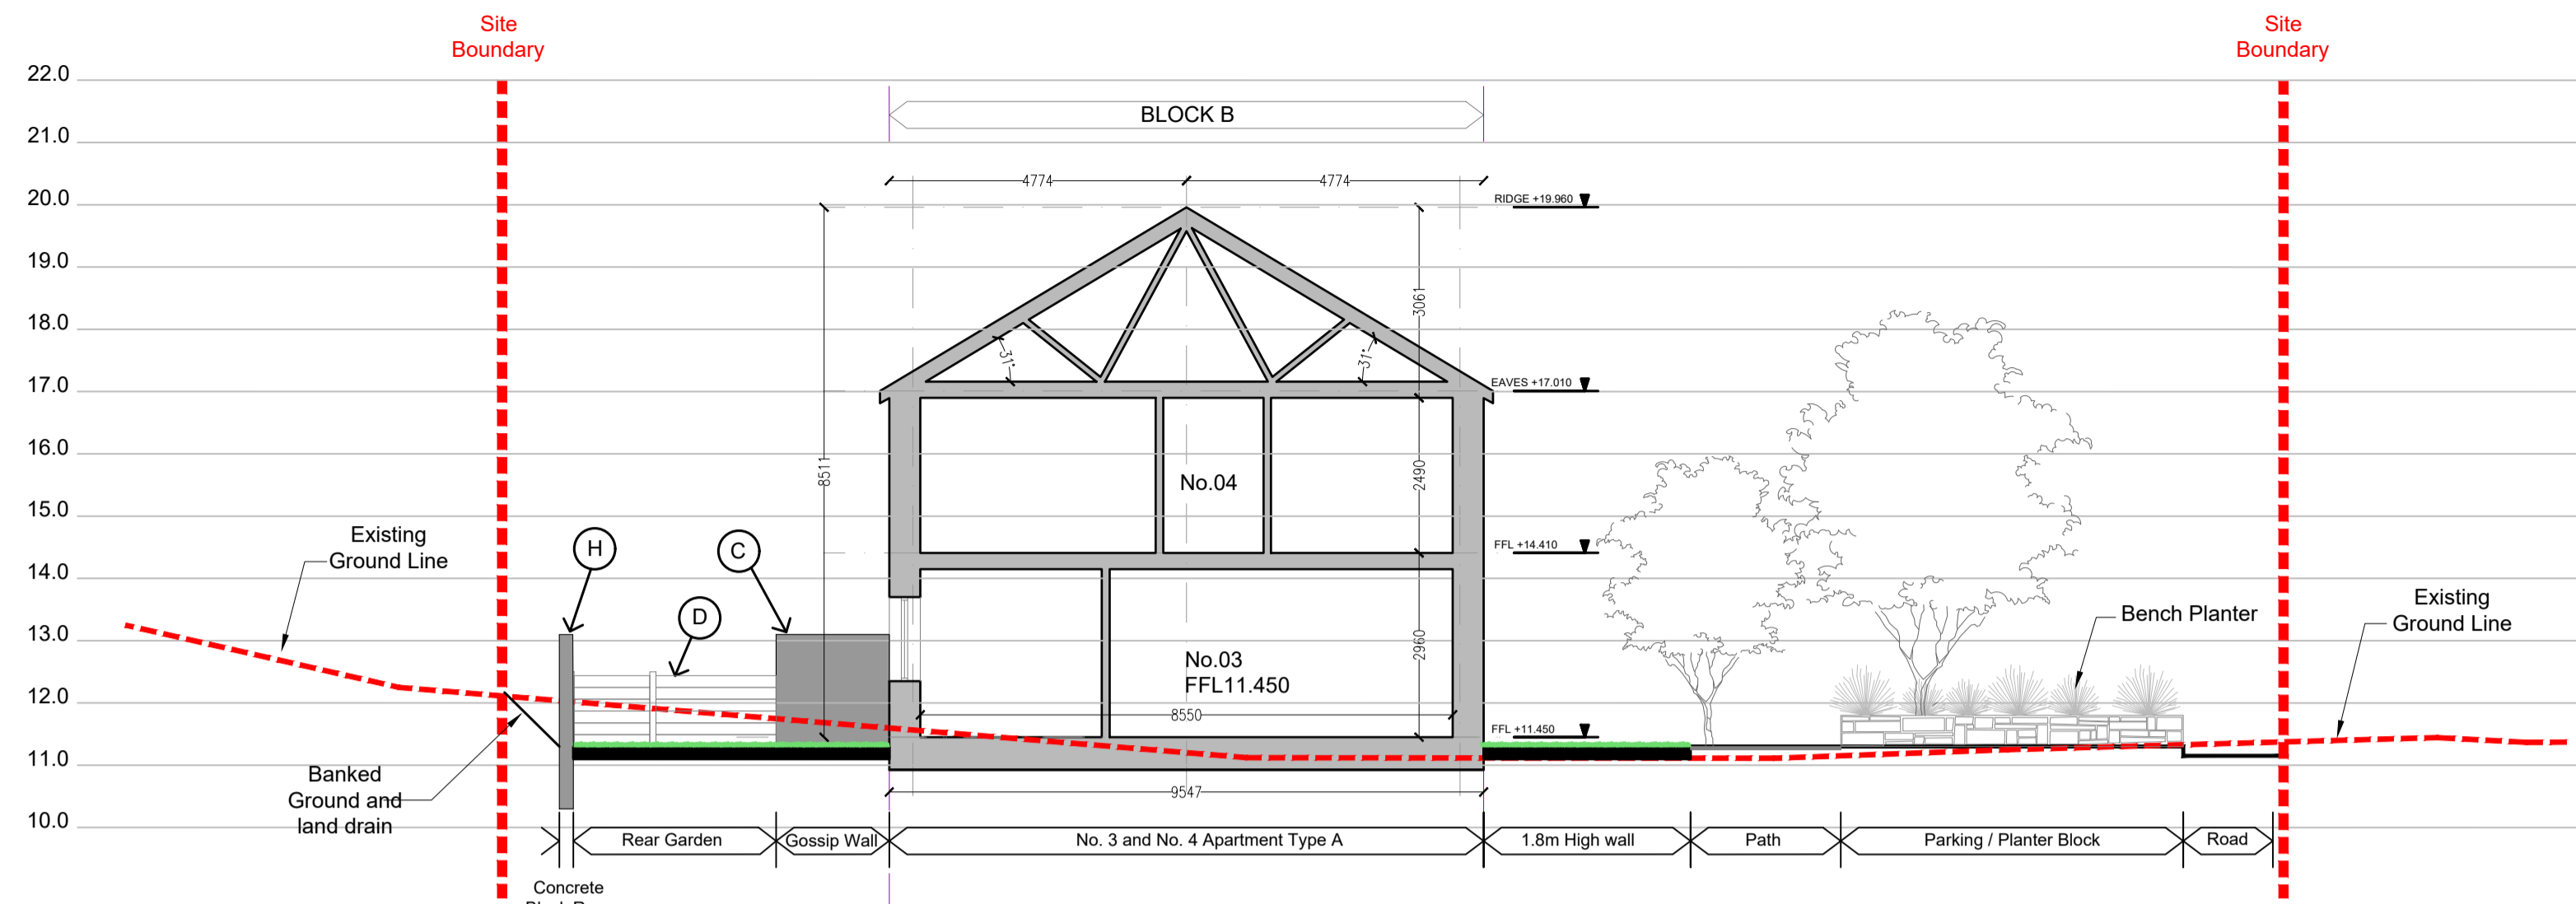 Site
Boundary
Site
Boundary
22.0
21.0
20.0
19.0
18.0
17.0
16.0
15.0
14.0
13.0
12.0
11.0
10.0
BLOCK B
4774
4774
RIDGE +19.960
3061
31°
31°
EAVES +17.010
8511
2490
No.04
FFL +14.410
Existing
Ground Line
H
C
D
2960
No.03
FFL11.450
8550
FFL +11.450
Bench Planter
Existing
Ground Line
Banked
Ground and
land drain
9547
Rear Garden
Gossip Wall
No. 3 and No. 4 Apartment Type A
1.8m High wall
Path
Parking / Planter Block
Road
Concrete